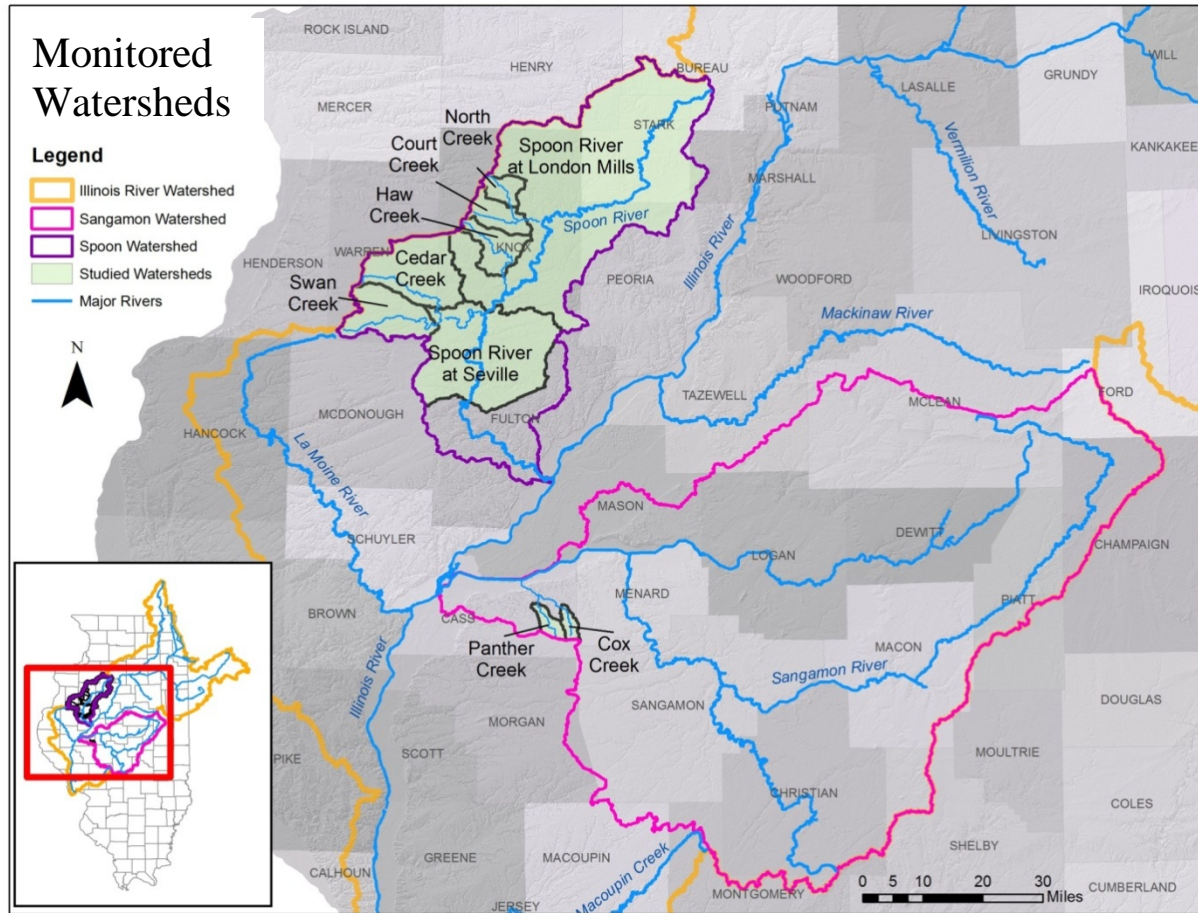 Monitored
Watersheds
Legend
Illinois River Watershed
Sangamon Watershed
Spoon Watershed
Studied Watersheds
Major Rivers
N
ROCK ISLAND
HENRY
BUREAU
MERCER
PUTNAM
LASALLE
GRUNDY
WILL
KANKAKEE
STARK
MARSHALL
North
Creek
Court
Creek
Haw
Creek
Spoon River
at London Mills
Spoon River
Vermilion River
LIVINGSTON
Illinois River
KNOX
WARREN
HENDERSON
Cedar
Creek
Swan
Creek
PEORIA
WOODFORD
IROQUOIS
Mackinaw River
Spoon River
at Seville
TAZEWELL
MCLEAN
FORD
MCDONOUGH
FULTON
HANCOCK
La Moine River
MASON
SCHUYLER
LOGAN
DEWITT
CHAMPAIGN
BROWN
CASS
MENARD
PIATT
Panther
Creek
Cox
Creek
MACON
Sangamon River
Illinois River
MORGAN
SANGAMON
DOUGLAS
PIKE
SCOTT
MOULTRIE
CHRISTIAN
COLES
CALHOUN
GREENE
MACOUPIN
Macoupin Creek
SHELBY
MONTGOMERY
JERSEY
CUMBERLAND
0 5 10 20 30
Miles